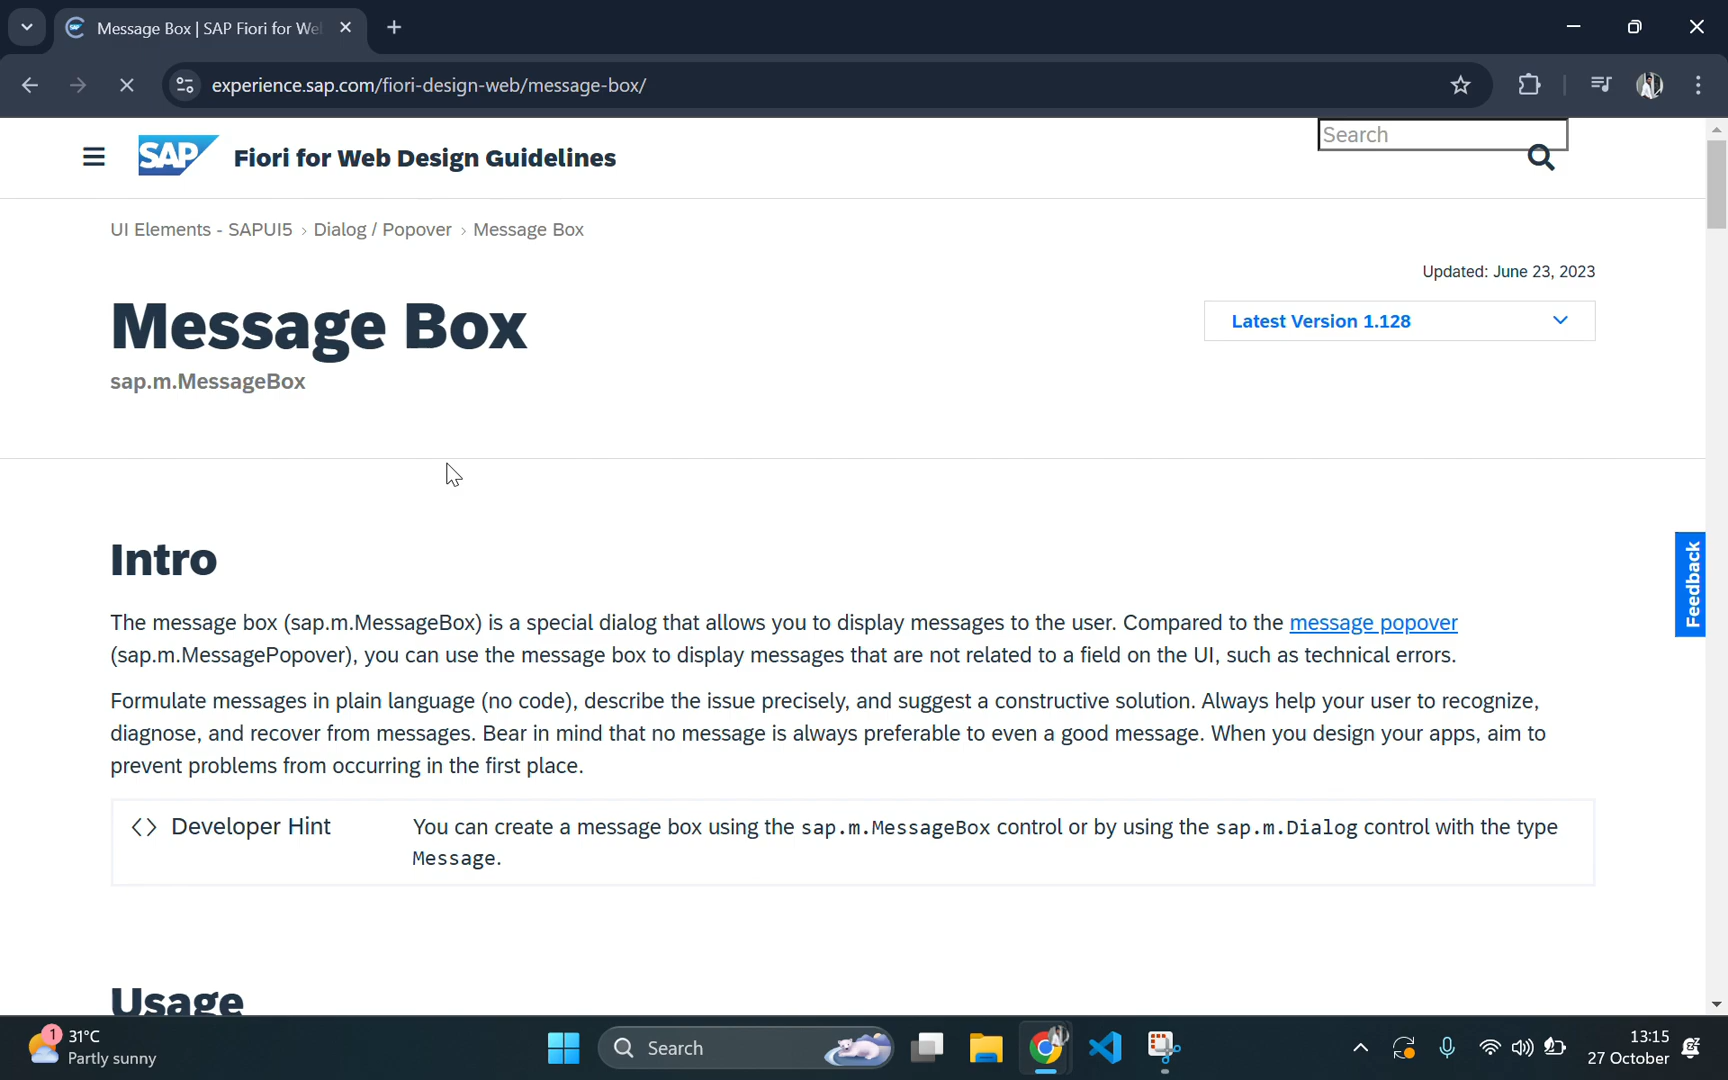 Message Box | SAP Fiori for We
experience.sap.com/fiori-design-web/message-box/
SAP
Fiori for Web Design Guidelines
Search
UI Elements - SAPUI5 › Dialog / Popover › Message Box
Updated: June 23, 2023
Message Box
Latest Version 1.128
sap.m.MessageBox
Intro
Feedback
The message box (sap.m.MessageBox) is a special dialog that allows you to display messages to the user. Compared to the message popover
(sap.m.MessagePopover), you can use the message box to display messages that are not related to a field on the UI, such as technical errors.
Formulate messages in plain language (no code), describe the issue precisely, and suggest a constructive solution. Always help your user to recognize,
diagnose, and recover from messages. Bear in mind that no message is always preferable to even a good message. When you design your apps, aim to
prevent problems from occurring in the first place.
<> Developer Hint
You can create a message box using the sap.m.MessageBox control or by using the sap.m.Dialog control with the type
Message.
Usage
1
31°C
Partly sunny
Search
13:15
27 October